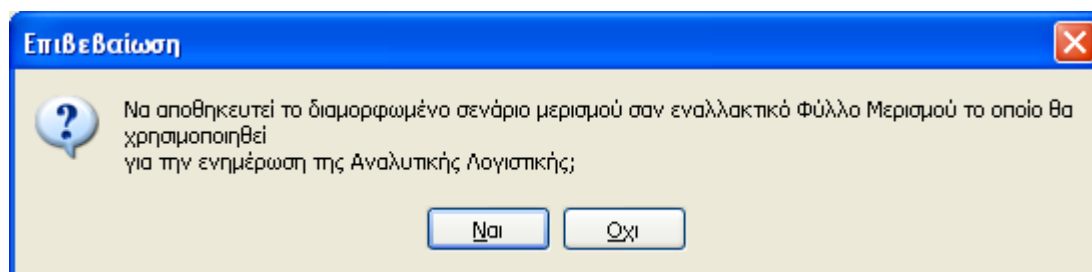 Επιβεβαίωση
Να αποθηκευτεί το διαμορφωμένο σενάριο μερισμού σαν εναλλακτικό Φύλλο Μερισμού το οποίο θα
χρησιμοποιηθεί
για την ενημέρωση της Αναλυτικής Λογιστικής;
Ναι Οχι